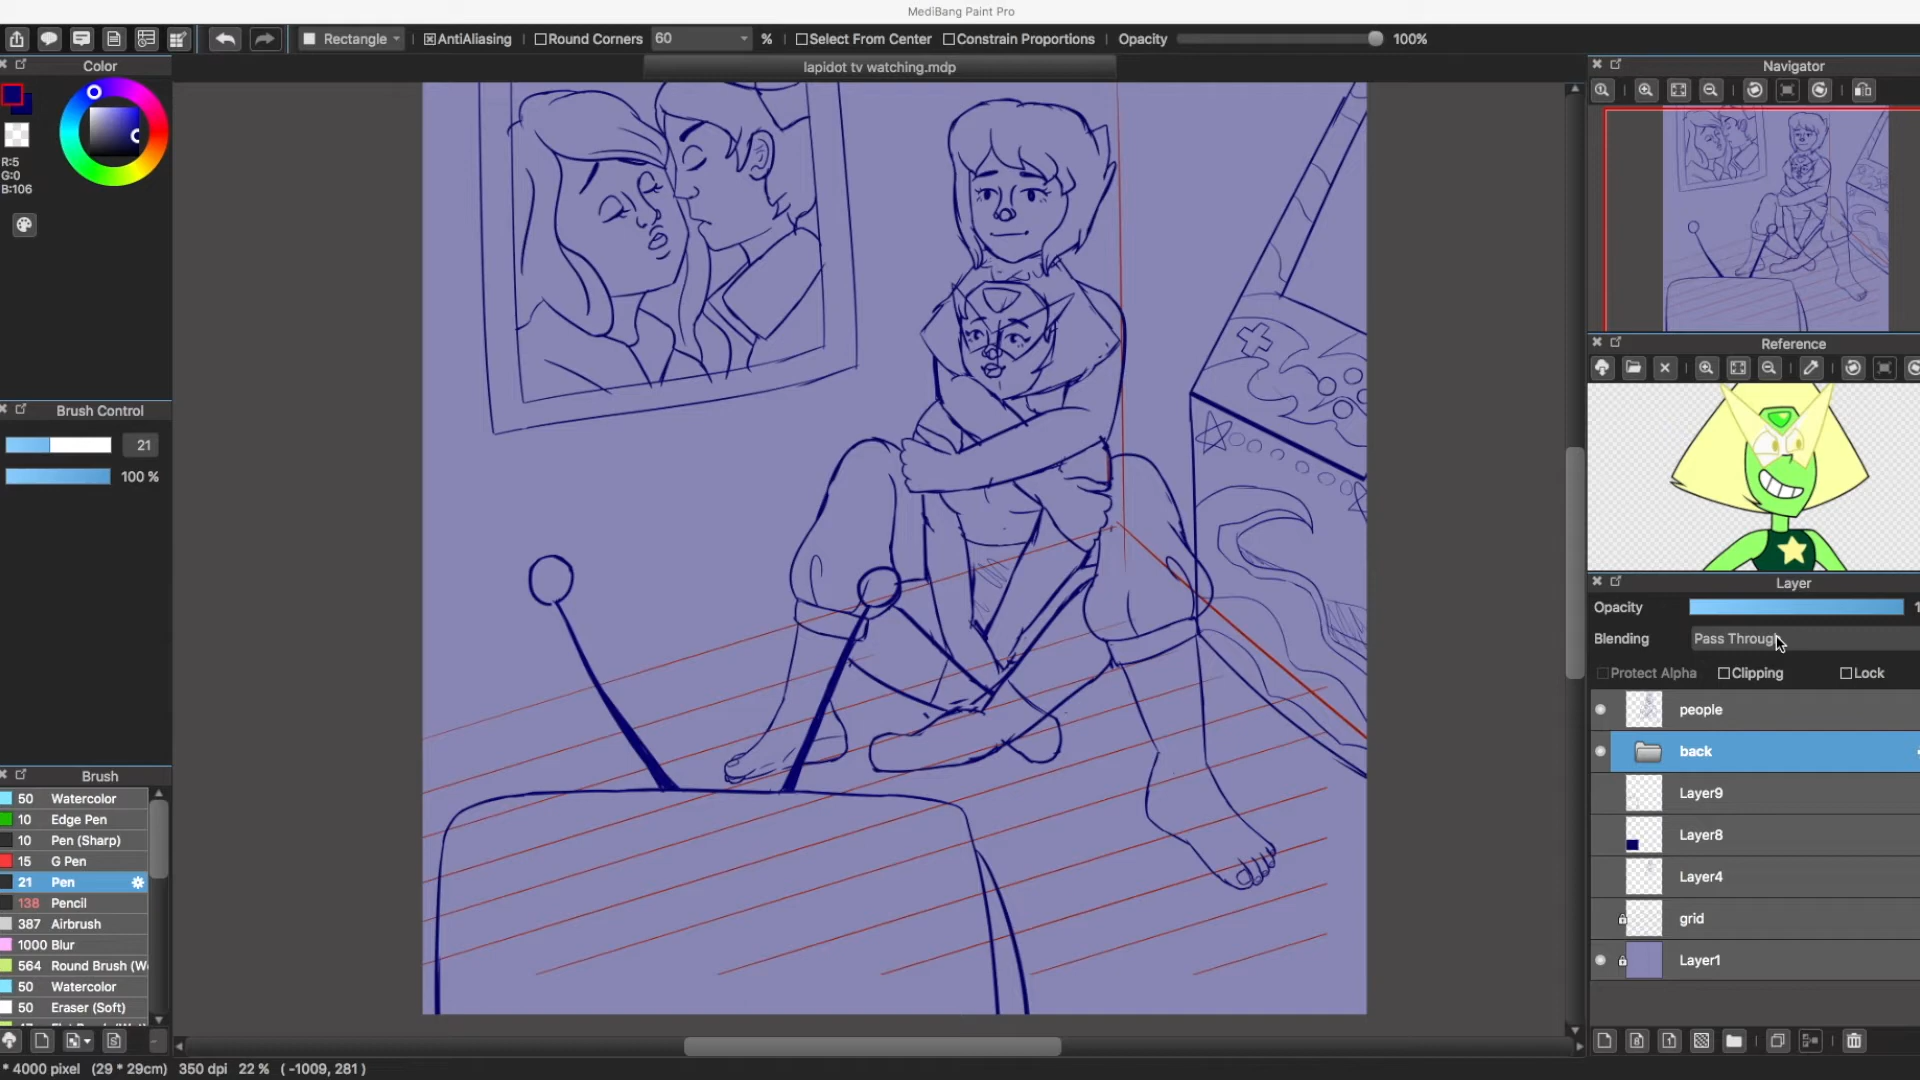 MediBang Paint Pro
Rectangle AntiAliasing Round Corners 60 % Select From Center Constrain Proportions Opacity 100%
lapidot tv watching.mdp
Color
R:5
G:0
B:106
Brush Control
21
100 %
Brush
50 Watercolor
10 Edge Pen
10 Pen (Sharp)
15 G Pen
21 Pen
138 Pencil
387 Airbrush
1000 Blur
564 Round Brush (W
50 Watercolor
50 Eraser (Soft)
Navigator
Reference
Layer
Opacity
Blending Pass Through
Protect Alpha Clipping Lock
people
back
Layer9
Layer8
Layer4
grid
Layer1
* 4000 pixel (29 * 29cm) 350 dpi 22 % ( -1009, 281 )